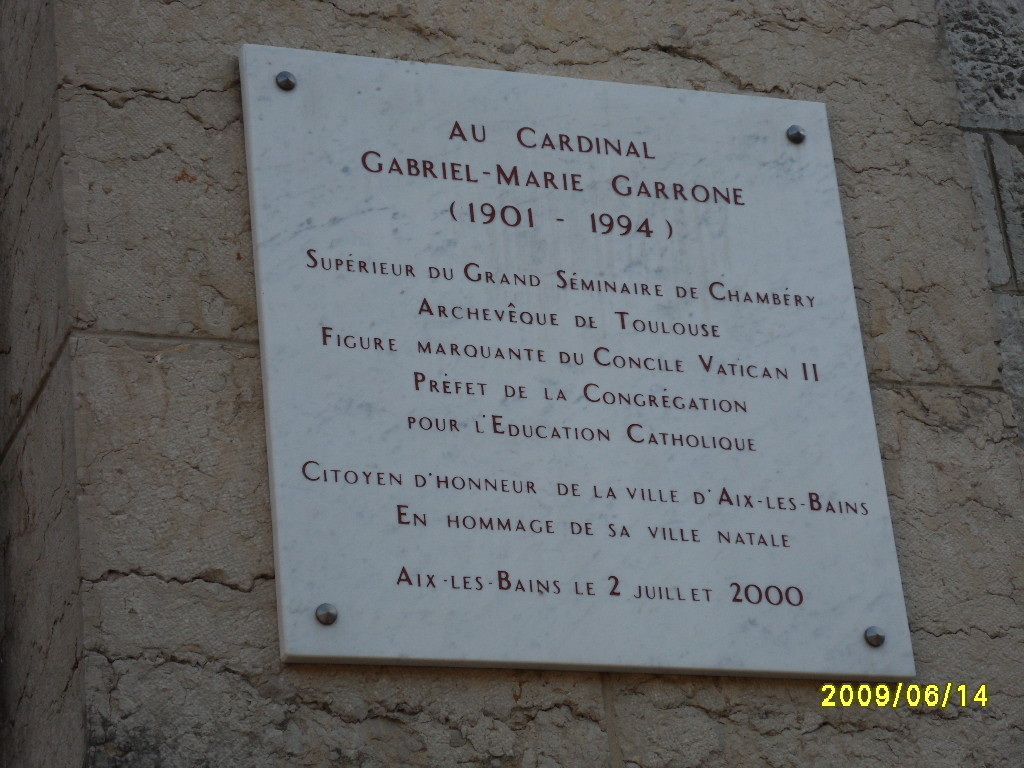 AU CARDINAL
GABRIEL-MARIE GARRONE
(1901 - 1994)
SUPÉRIEUR DU GRAND SÉMINAIRE DE CHAMBÉRY
ARCHEVÊQUE DE TOULOUSE
FIGURE MARQUANTE DU CONCILE VATICAN II
PRÉFET DE LA CONGRÉGATION
POUR L'EDUCATION CATHOLIQUE
CITOYEN D'HONNEUR DE LA VILLE D'AIX-LES-BAINS
EN HOMMAGE DE SA VILLE NATALE
AIX-LES-BAINS LE 2 JUILLET 2000
2009/06/14